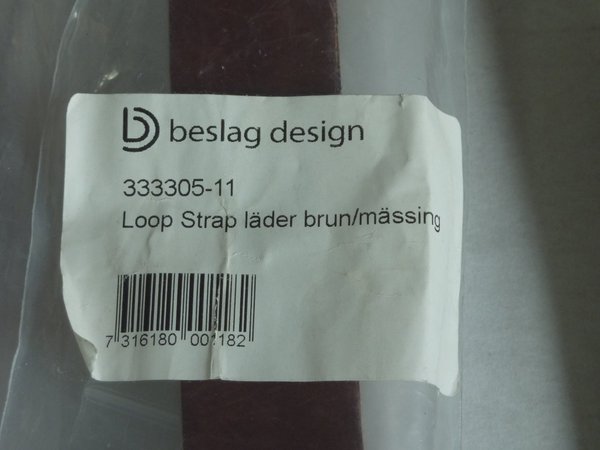 beslag design
333305-11
Loop Strap läder brun/mässing
7 316180 001182